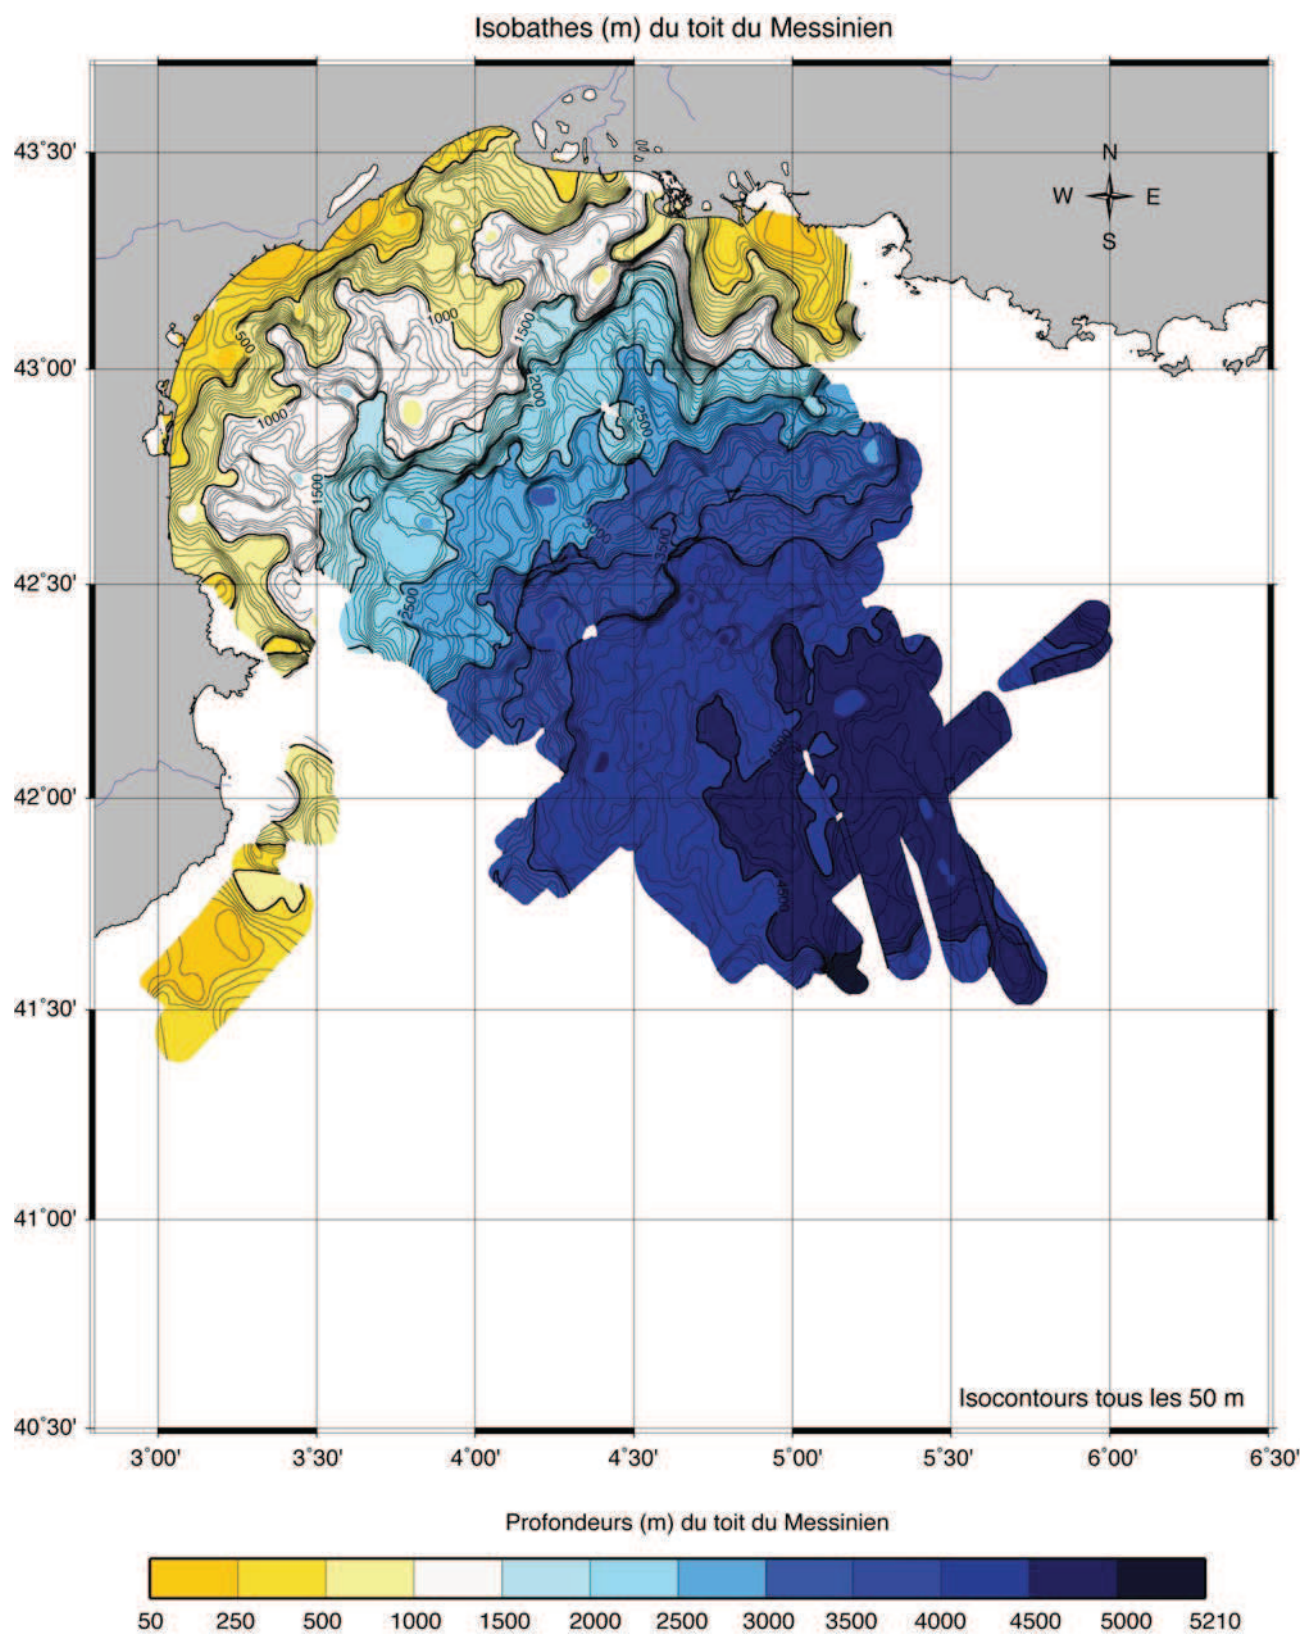 Isobathes (m) du toit du Messinien
43°30'
43°00'
42°30'
42°00'
41°30'
41°00'
40°30'
N
W E
S
1000
500
1500
1000
2000
2500
1500
3000
3500
2500
4500
4500
Isocontours tous les 50 m
3°00' 3°30' 4°00' 4°30' 5°00' 5°30' 6°00' 6°30'
Profondeurs (m) du toit du Messinien
50 250 500 1000 1500 2000 2500 3000 3500 4000 4500 5000 5210